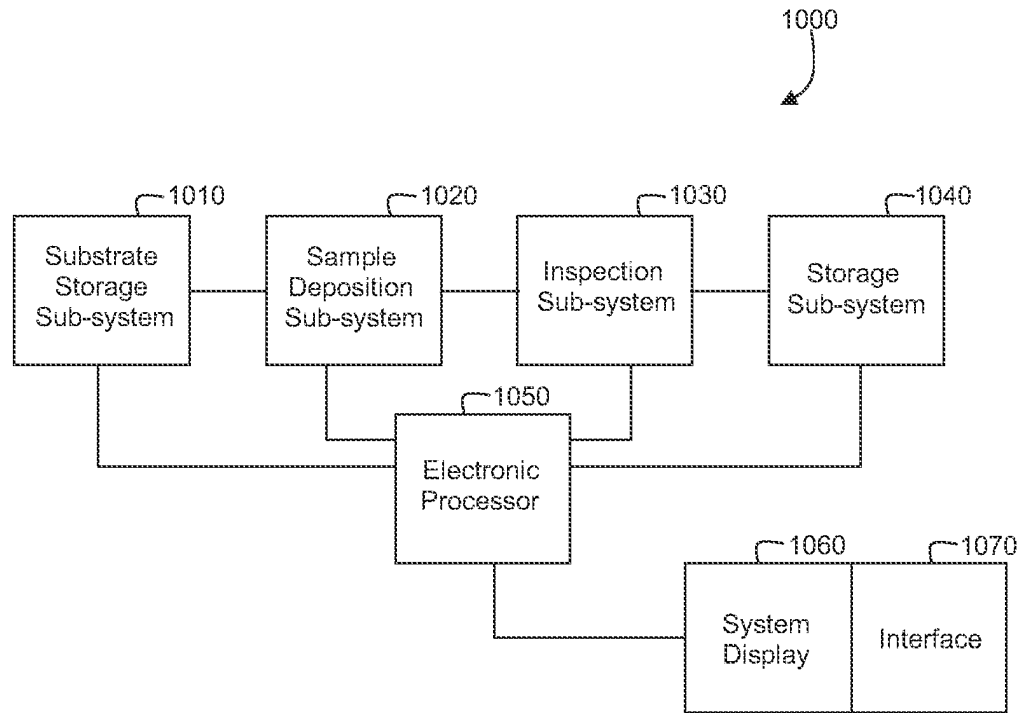 1000
1010
1020
1030
1040
Substrate
Storage
Sub-system
Sample
Deposition
Sub-system
Inspection
Sub-system
Storage
Sub-system
1050
Electronic
Processor
1060
1070
System
Display
Interface